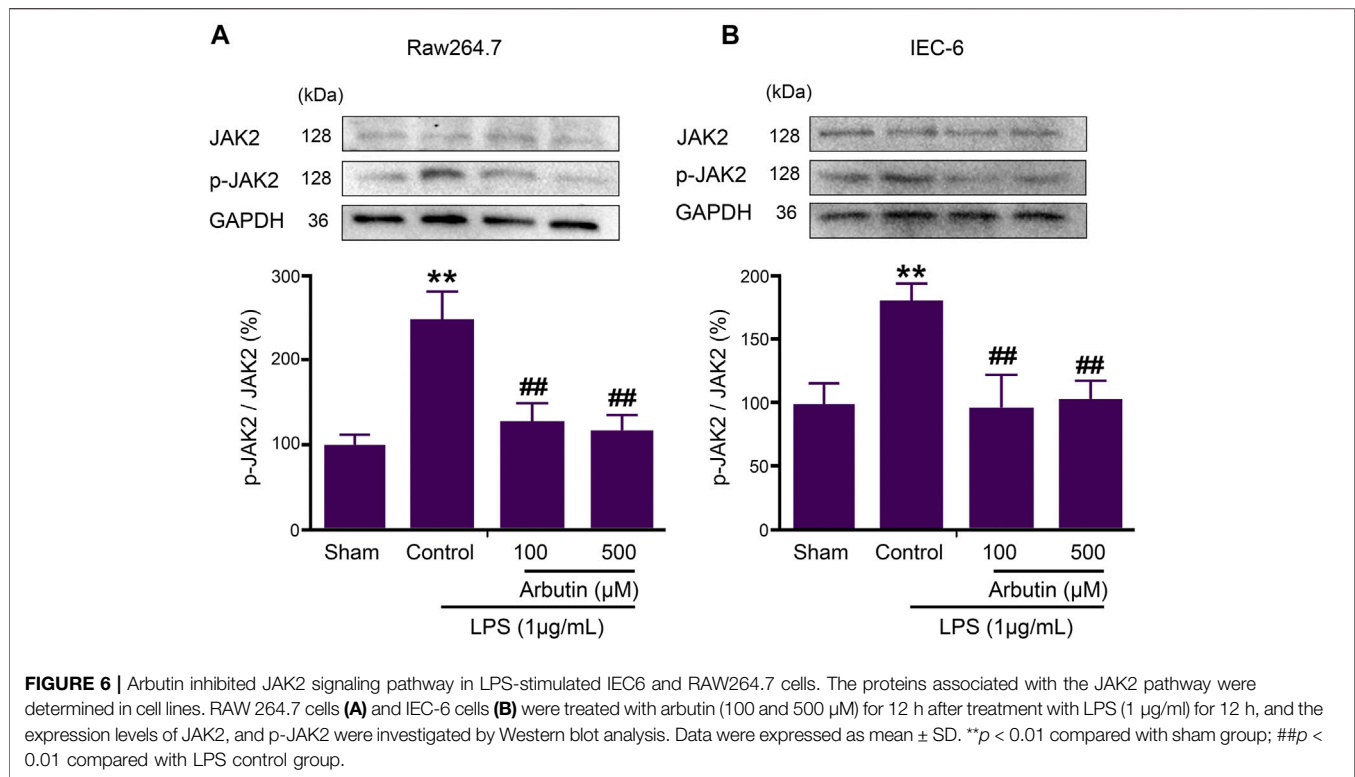 A
Raw264.7
(kDa)
JAK2 128
p-JAK2 128
GAPDH 36
p-JAK2 / JAK2 (%)
300
200
100
0
**
##
##
Sham Control 100 500
Arbutin (µM)
LPS (1µg/mL)
B
IEC-6
(kDa)
JAK2 128
p-JAK2 128
GAPDH 36
p-JAK2 / JAK2 (%)
200
150
100
50
0
**
##
##
Sham Control 100 500
Arbutin (µM)
LPS (1µg/mL)
FIGURE 6 | Arbutin inhibited JAK2 signaling pathway in LPS-stimulated IEC6 and RAW264.7 cells. The proteins associated with the JAK2 pathway were
determined in cell lines. RAW 264.7 cells (A) and IEC-6 cells (B) were treated with arbutin (100 and 500 µM) for 12 h after treatment with LPS (1 µg/ml) for 12 h, and the
expression levels of JAK2, and p-JAK2 were investigated by Western blot analysis. Data were expressed as mean ± SD. **p < 0.01 compared with sham group; ##p <
0.01 compared with LPS control group.